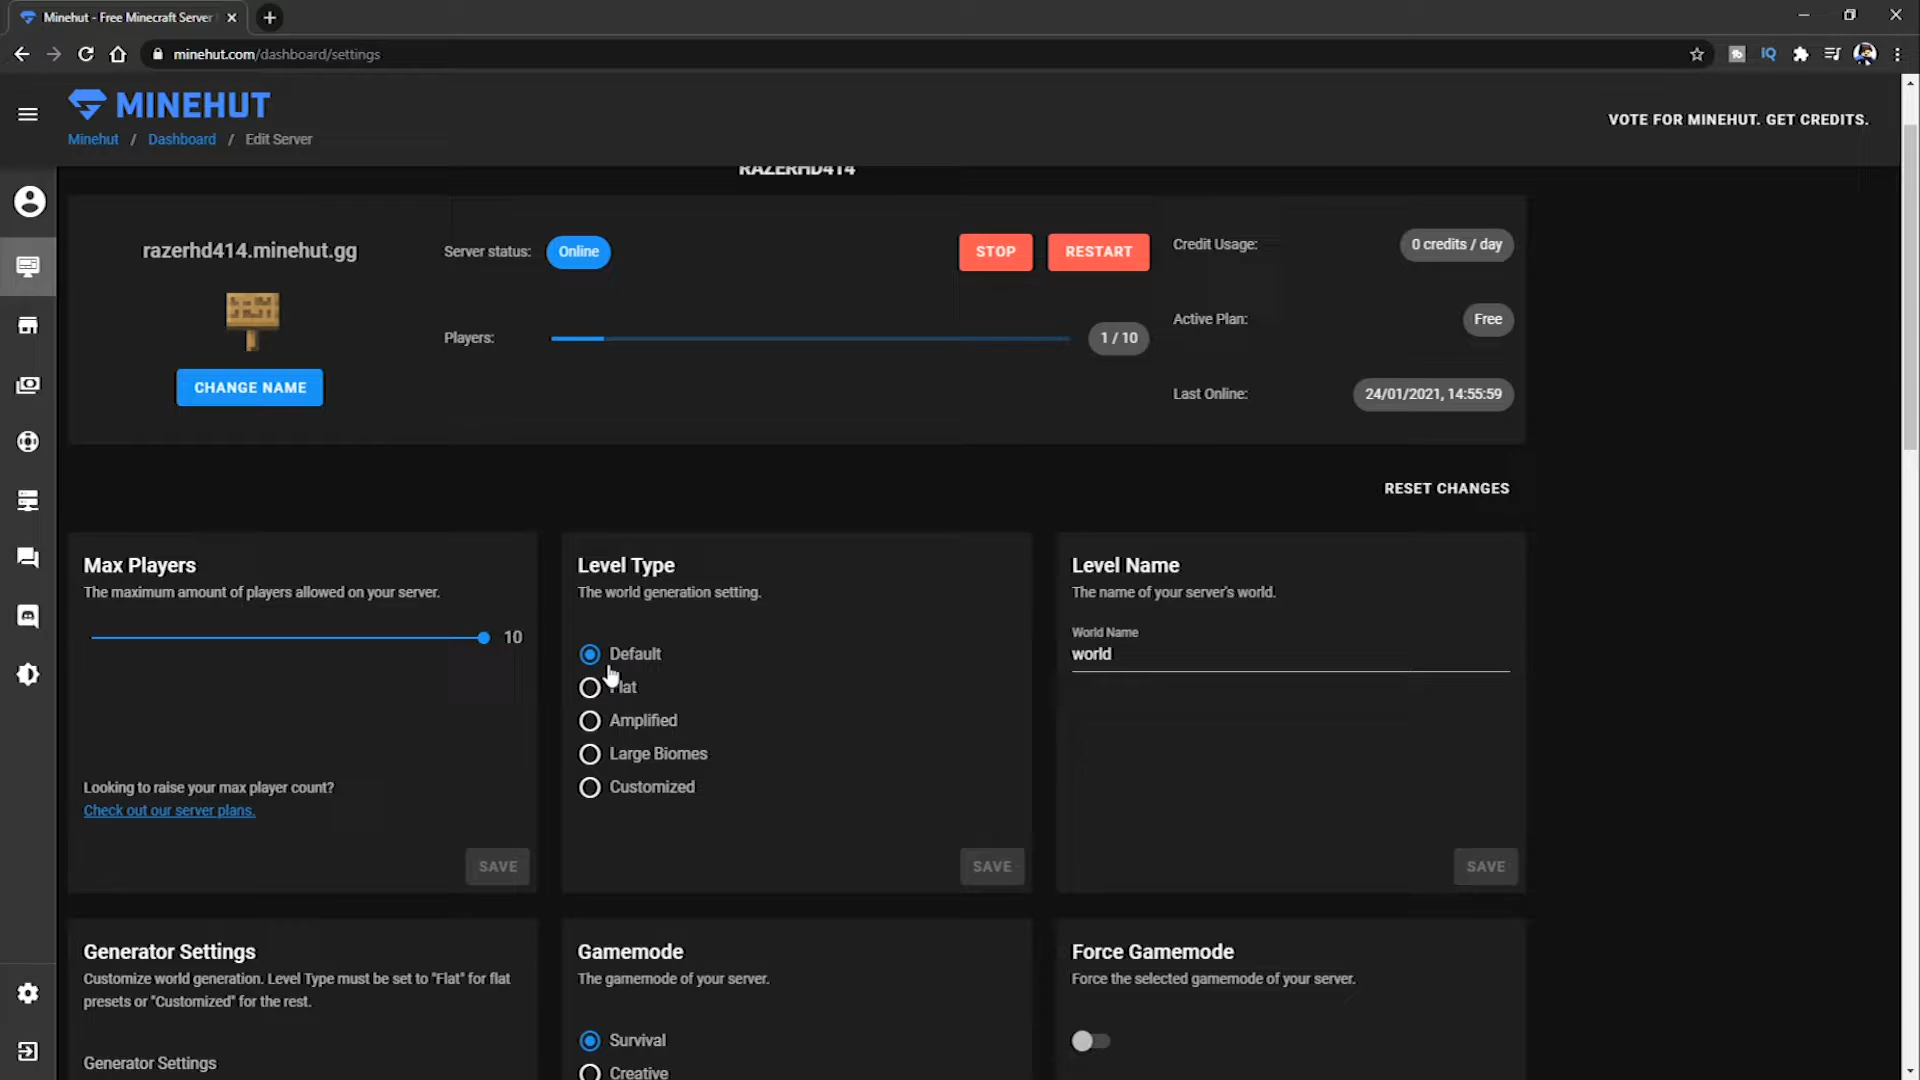 Minehut - Free Minecraft Server
minehut.com/dashboard/settings
MINEHUT
Minehut / Dashboard / Edit Server
VOTE FOR MINEHUT. GET CREDITS.
RAZERHD414
razerhd414.minehut.gg
CHANGE NAME
Server status: Online
STOP
RESTART
Players: 1 / 10
Credit Usage: 0 credits / day
Active Plan: Free
Last Online: 24/01/2021, 14:55:59
RESET CHANGES
Max Players
The maximum amount of players allowed on your server.
10
Looking to raise your max player count?
Check out our server plans.
SAVE
Level Type
The world generation setting.
Default
Flat
Amplified
Large Biomes
Customized
SAVE
Level Name
The name of your server's world.
World Name
world
SAVE
Generator Settings
Customize world generation. Level Type must be set to "Flat" for flat
presets or "Customized" for the rest.
Generator Settings
Gamemode
The gamemode of your server.
Survival
Creative
Force Gamemode
Force the selected gamemode of your server.